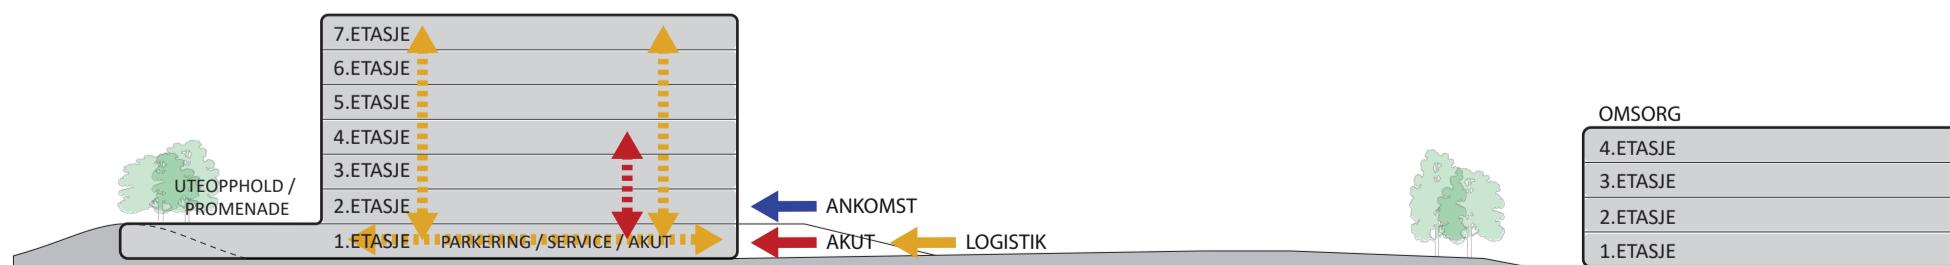 7.ETASJE
6.ETASJE
5.ETASJE
4.ETASJE
3.ETASJE
2.ETASJE
1.ETASJE
PARKERING / SERVICE / AKUT
UTEOPPHOLD /
PROMENADE
ANKOMST
AKUT
LOGISTIK
OMSORG
4.ETASJE
3.ETASJE
2.ETASJE
1.ETASJE